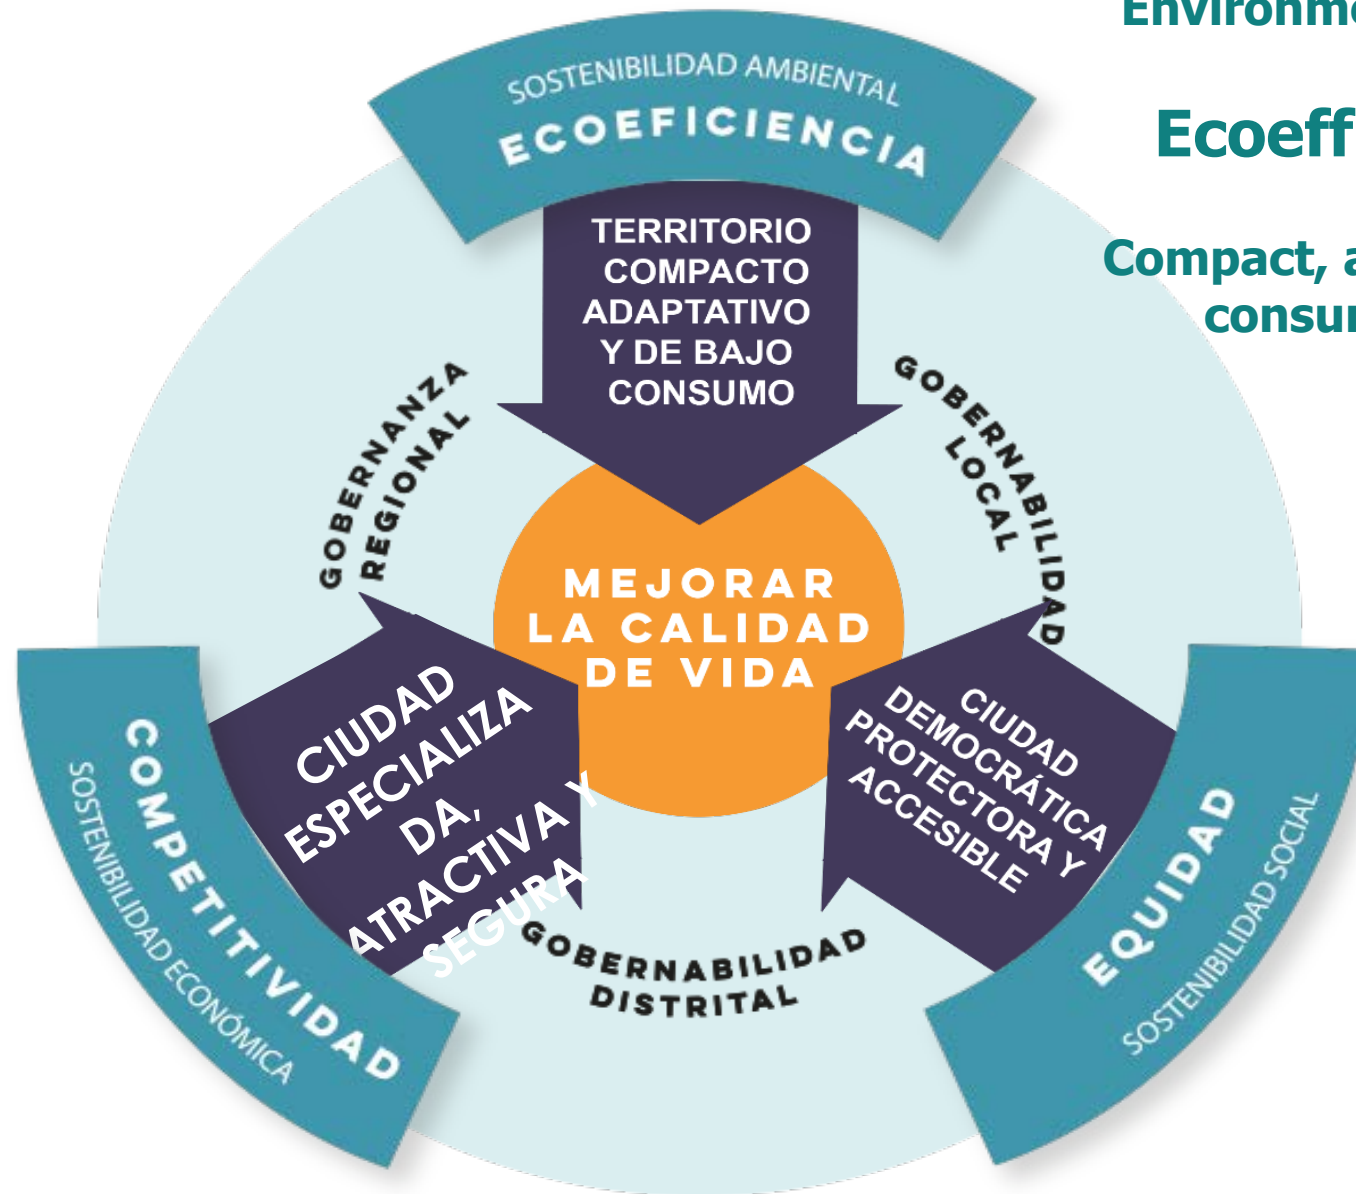 Environme
SOSTENIBILIDAD AMBIENTAL
ECOEFICIENCIA
Ecoeff
TERRITORIO
COMPACTO
ADAPTATIVO
Y DE BAJO
CONSUMO
Compact, a
consur
GOBERNANZA
REGIONAL
GOBERNABILIDAD
LOCAL
MEJORAR
LA CALIDAD
DE VIDA
CIUDAD
ESPECIALIZA
DA,
ATRACTIVA Y
SEGURA
CIUDAD
DEMOCRÁTICA
PROTECTORA Y
ACCESIBLE
COMPETITIVIDAD
SOSTENIBILIDAD ECONÓMICA
EQUIDAD
SOSTENIBILIDAD SOCIAL
GOBERNABILIDAD
DISTRITAL